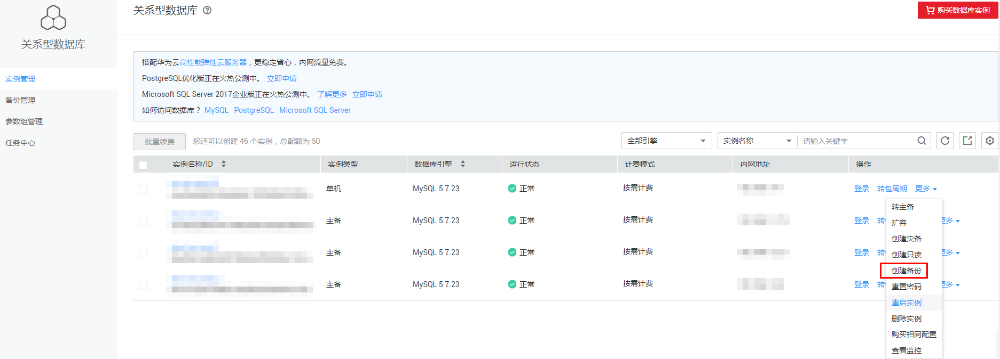 关系型数据库
实例管理
备份管理
参数组管理
任务中心
关系型数据库 ?
购买数据库实例
搭配华为云高性能弹性云服务器，更稳定省心，内网流量免费。
PostgreSQL优化版正在火热公测中。 立即申请
Microsoft SQL Server 2017企业版正在火热公测中。 了解更多 立即申请
如何访问数据库？ MySQL PostgreSQL Microsoft SQL Server
批量续费 您还可以创建 46 个实例，总配额为 50 全部引擎 实例名称 请输入关键字
实例名称/ID 实例类型 数据库引擎 运行状态 计费模式 内网地址 操作
单机 MySQL 5.7.23 正常 按需计费 登录 转包周期 更多
主备 MySQL 5.7.23 正常 按需计费 登录 转 更多
主备 MySQL 5.7.23 正常 按需计费 登录 转 更多
主备 MySQL 5.7.23 正常 按需计费 登录 转 更多
转主备
扩容
创建灾备
创建只读
创建备份
重置密码
重启实例
删除实例
购买相同配置
查看监控